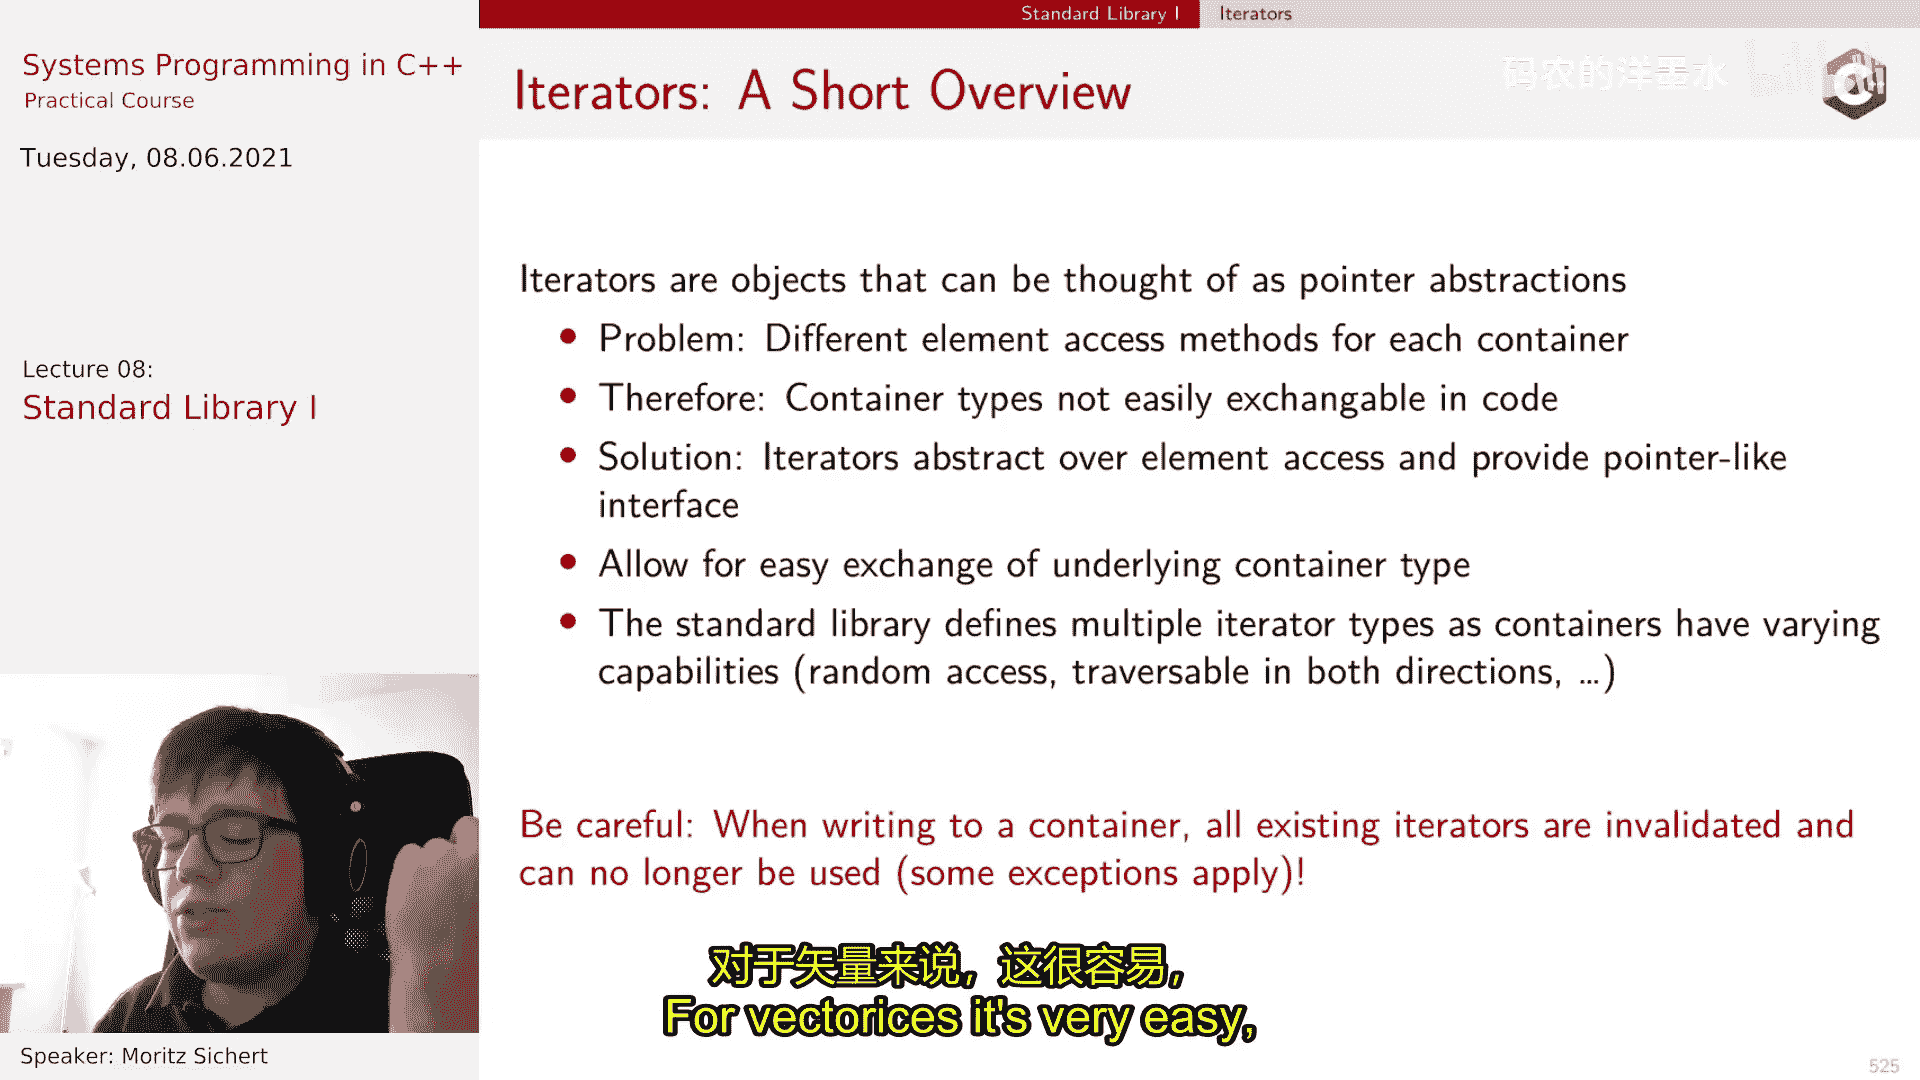 Standard Library I
Iterators
Systems Programming in C++
Practical Course
Tuesday, 08.06.2021
Lecture 08:
Standard Library I
Speaker: Moritz Sichert
Iterators: A Short Overview
码农的洋墨水
Iterators are objects that can be thought of as pointer abstractions
• Problem: Different element access methods for each container
• Therefore: Container types not easily exchangable in code
• Solution: Iterators abstract over element access and provide pointer-like
interface
• Allow for easy exchange of underlying container type
• The standard library defines multiple iterator types as containers have varying
capabilities (random access, traversable in both directions, …)
Be careful: When writing to a container, all existing iterators are invalidated and
can no longer be used (some exceptions apply)!
对于矢量来说，这很容易，
For vectorices it's very easy,
525